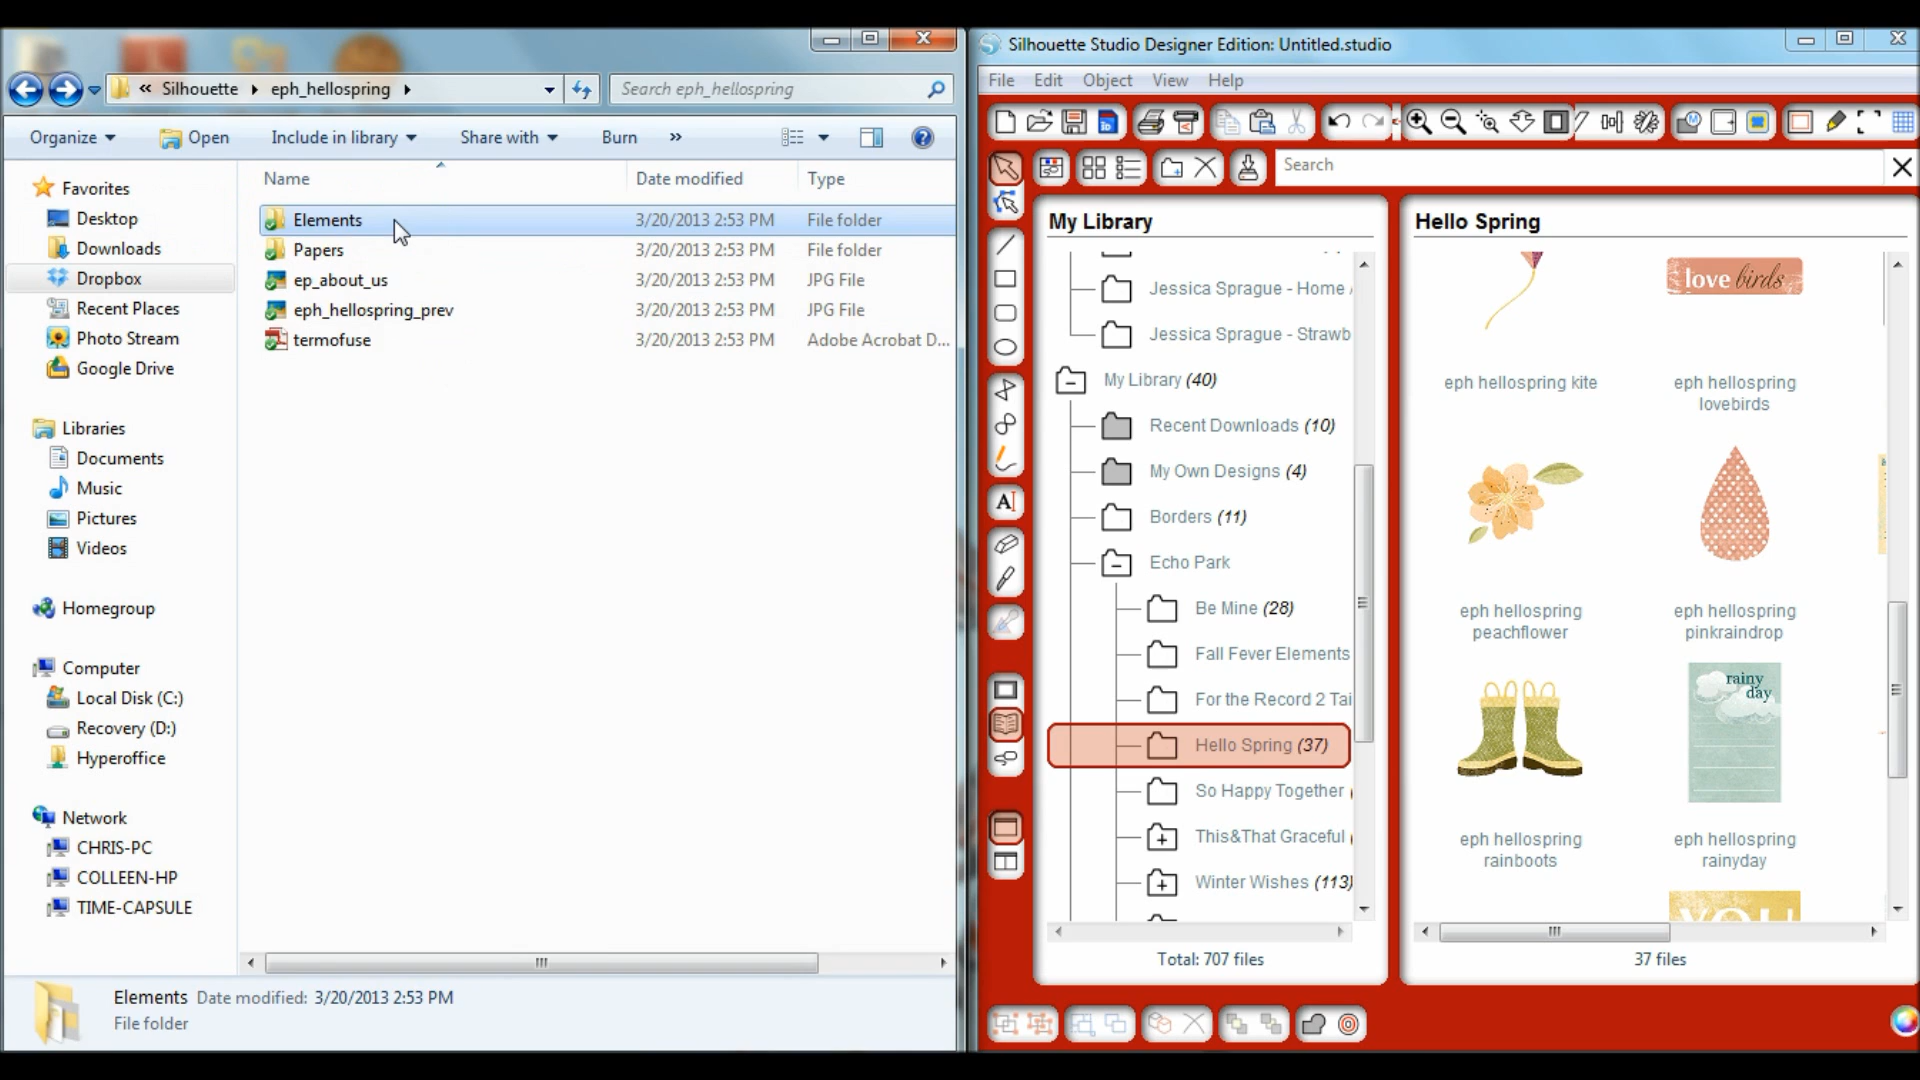 « Silhouette ▸ eph_hellospring ▸
Search eph_hellospring
Organize
Open
Include in library
Share with
Burn
»
Name
Date modified
Type
Favorites
Desktop
Downloads
Dropbox
Recent Places
Photo Stream
Google Drive
Libraries
Documents
Music
Pictures
Videos
Homegroup
Computer
Local Disk (C:)
Recovery (D:)
Hyperoffice
Network
CHRIS-PC
COLLEEN-HP
TIME-CAPSULE
Elements 3/20/2013 2:53 PM File folder
Papers 3/20/2013 2:53 PM File folder
ep_about_us 3/20/2013 2:53 PM JPG File
eph_hellospring_prev 3/20/2013 2:53 PM JPG File
termofuse 3/20/2013 2:53 PM Adobe Acrobat D...
Elements Date modified: 3/20/2013 2:53 PM
File folder
Silhouette Studio Designer Edition: Untitled.studio
File Edit Object View Help
Search
My Library
Jessica Sprague - Home
Jessica Sprague - Strawb
My Library (40)
Recent Downloads (10)
My Own Designs (4)
Borders (11)
Echo Park
Be Mine (28)
Fall Fever Elements
For the Record 2 Tai
Hello Spring (37)
So Happy Together
This&That Graceful
Winter Wishes (113)
Total: 707 files
Hello Spring
love birds
eph hellospring kite
eph hellospring
lovebirds
eph hellospring
peachflower
eph hellospring
pinkraindrop
rainy
day
eph hellospring
rainboots
eph hellospring
rainyday
YOU
37 files